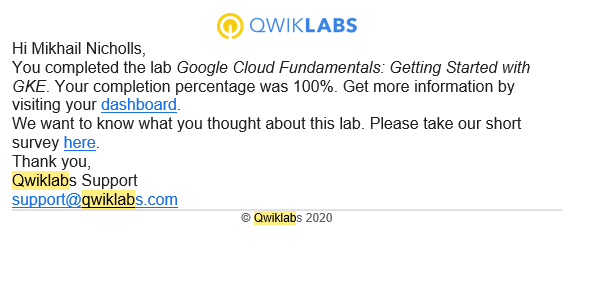 QWIKLABS
Hi Mikhail Nicholls,
You completed the lab Google Cloud Fundamentals: Getting Started with
GKE. Your completion percentage was 100%. Get more information by
visiting your dashboard.
We want to know what you thought about this lab. Please take our short
survey here.
Thank you,
Qwiklabs Support
support@qwiklabs.com
© Qwiklabs 2020